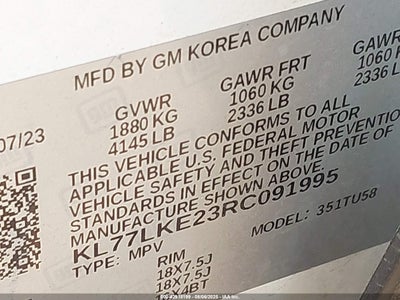 MFD BY GM KOREA COMPANY
07/23 GVWR GAWR FRT GAWR
1880 KG 1060 KG 1060
4145 LB 2336 LB 2336
THIS VEHICLE CONFORMS TO ALL
APPLICABLE U.S. FEDERAL MOTOR
VEHICLE SAFETY AND THEFT PREVENTION
STANDARDS IN EFFECT ON THE DATE OF
MANUFACTURE SHOWN ABOVE.
KL77LKE23RC091995
TYPE: MPV MODEL: 351TU58
RIM
18X7.5J
18X7.5J